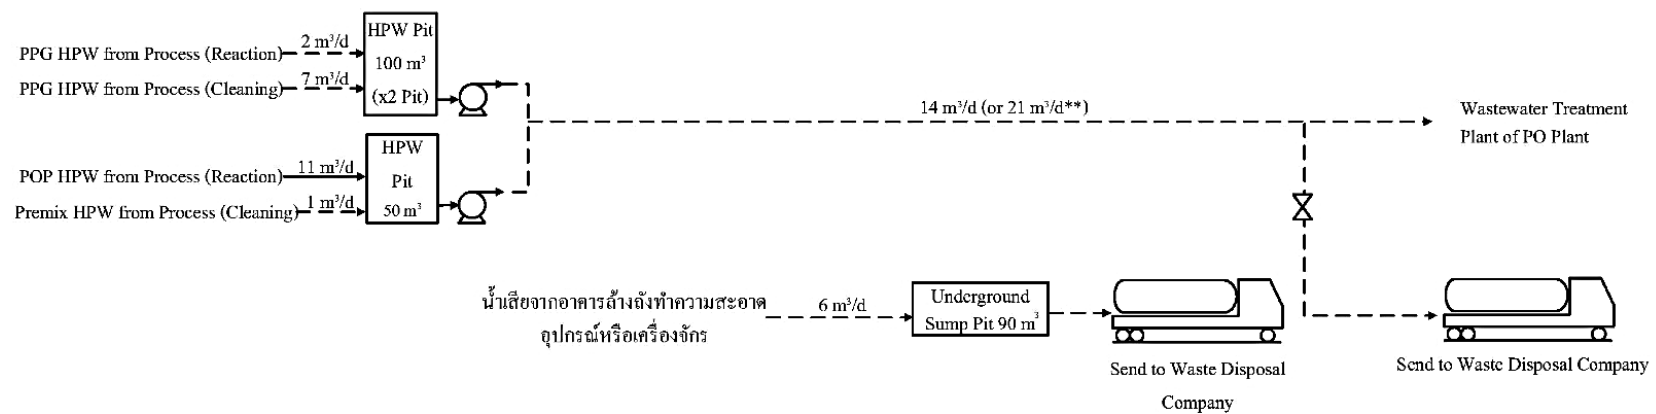 PPG HPW from Process (Reaction)
2 m³/d
PPG HPW from Process (Cleaning)
7 m³/d
HPW Pit
100 m³
(x2 Pit)
POP HPW from Process (Reaction)
11 m³/d
Premix HPW from Process (Cleaning)
1 m³/d
HPW
Pit
50 m³
14 m³/d (or 21 m³/d**)
Wastewater Treatment
Plant of PO Plant
น้ำเสียจากอาคารล้างถังทำความสะอาด
อุปกรณ์หรือเครื่องจักร
6 m³/d
Underground
Sump Pit 90 m³
Send to Waste Disposal
Company
Send to Waste Disposal Company